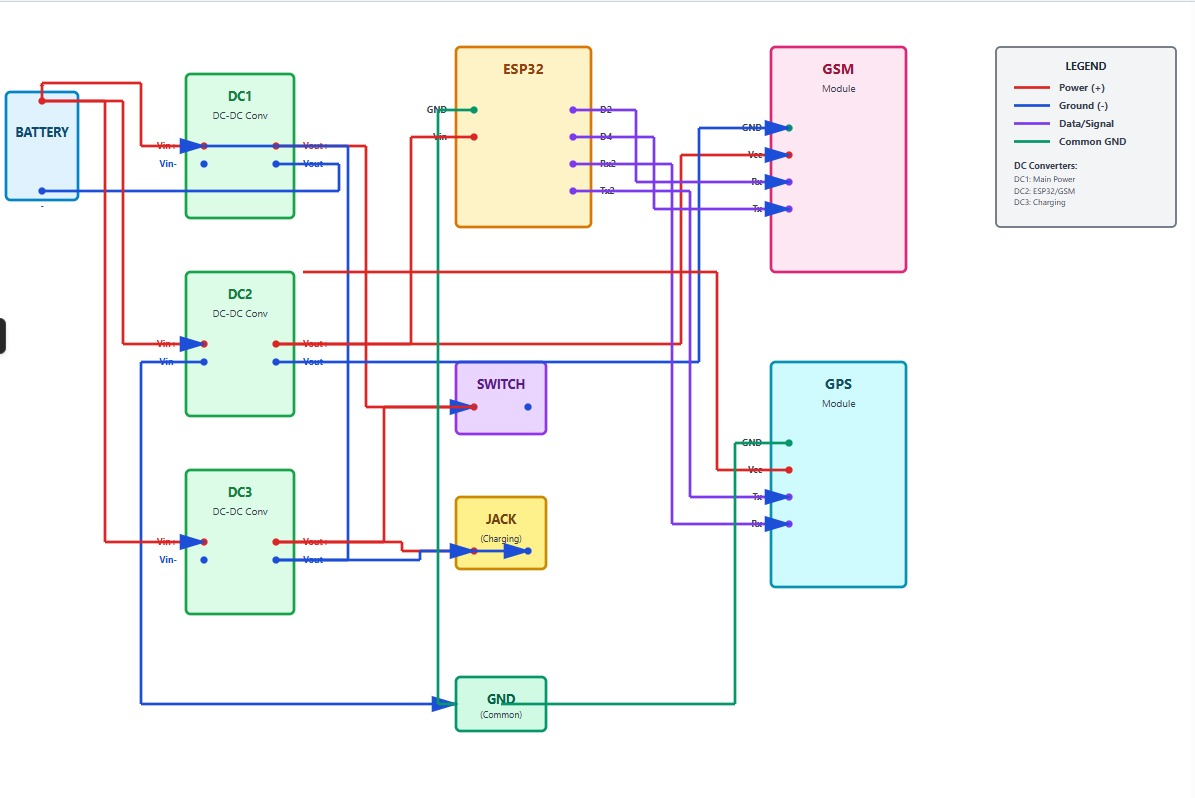 BATTERY
-
DC1
DC-DC Conv
Vin+
Vin-
Vout+
Vout-
DC2
DC-DC Conv
Vin+
Vin-
Vout+
Vout-
DC3
DC-DC Conv
Vin+
Vin-
Vout+
Vout-
ESP32
GND
Vin
D2
D4
Rx2
Tx2
SWITCH
JACK
(Charging)
GND
(Common)
GSM
Module
GND
Vcc
Rx
Tx
GPS
Module
GND
Vcc
Tx
Rx
LEGEND
Power (+)
Ground (-)
Data/Signal
Common GND
DC Converters:
DC1: Main Power
DC2: ESP32/GSM
DC3: Charging